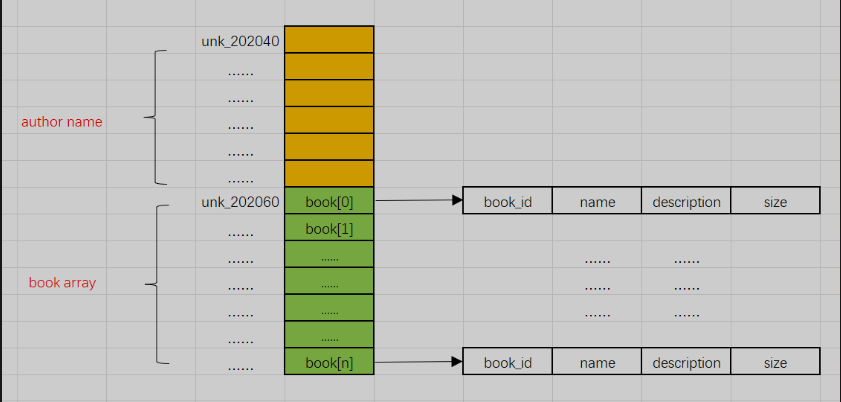 unk_202040
......
......
author name
......
......
......
unk_202060 book[0] book_id name description size
...... book[1]
...... ...... ...... ......
book array
...... ...... ...... ......
...... ...... ...... ......
...... ......
...... book[n] book_id name description size